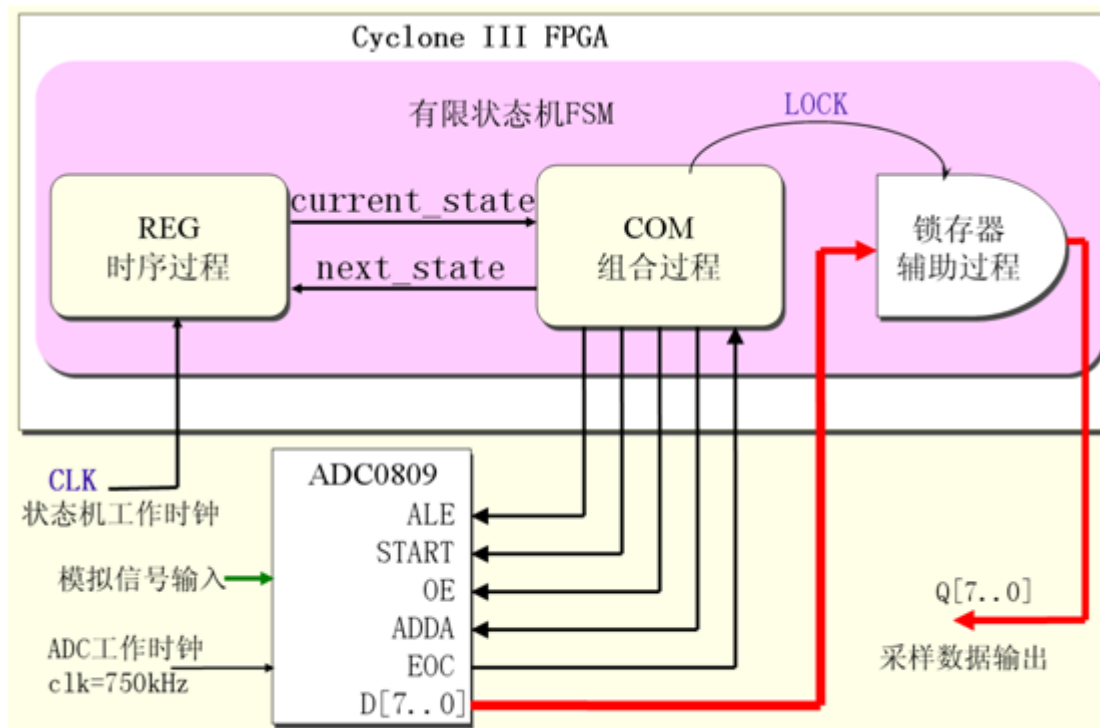 Cyclone III FPGA
有限状态机FSM
LOCK
REG
时序过程
current_state
next_state
COM
组合过程
锁存器
辅助过程
CLK
状态机工作时钟
模拟信号输入
ADC工作时钟
clk=750kHz
ADC0809
ALE
START
OE
ADDA
EOC
D[7..0]
Q[7..0]
采样数据输出